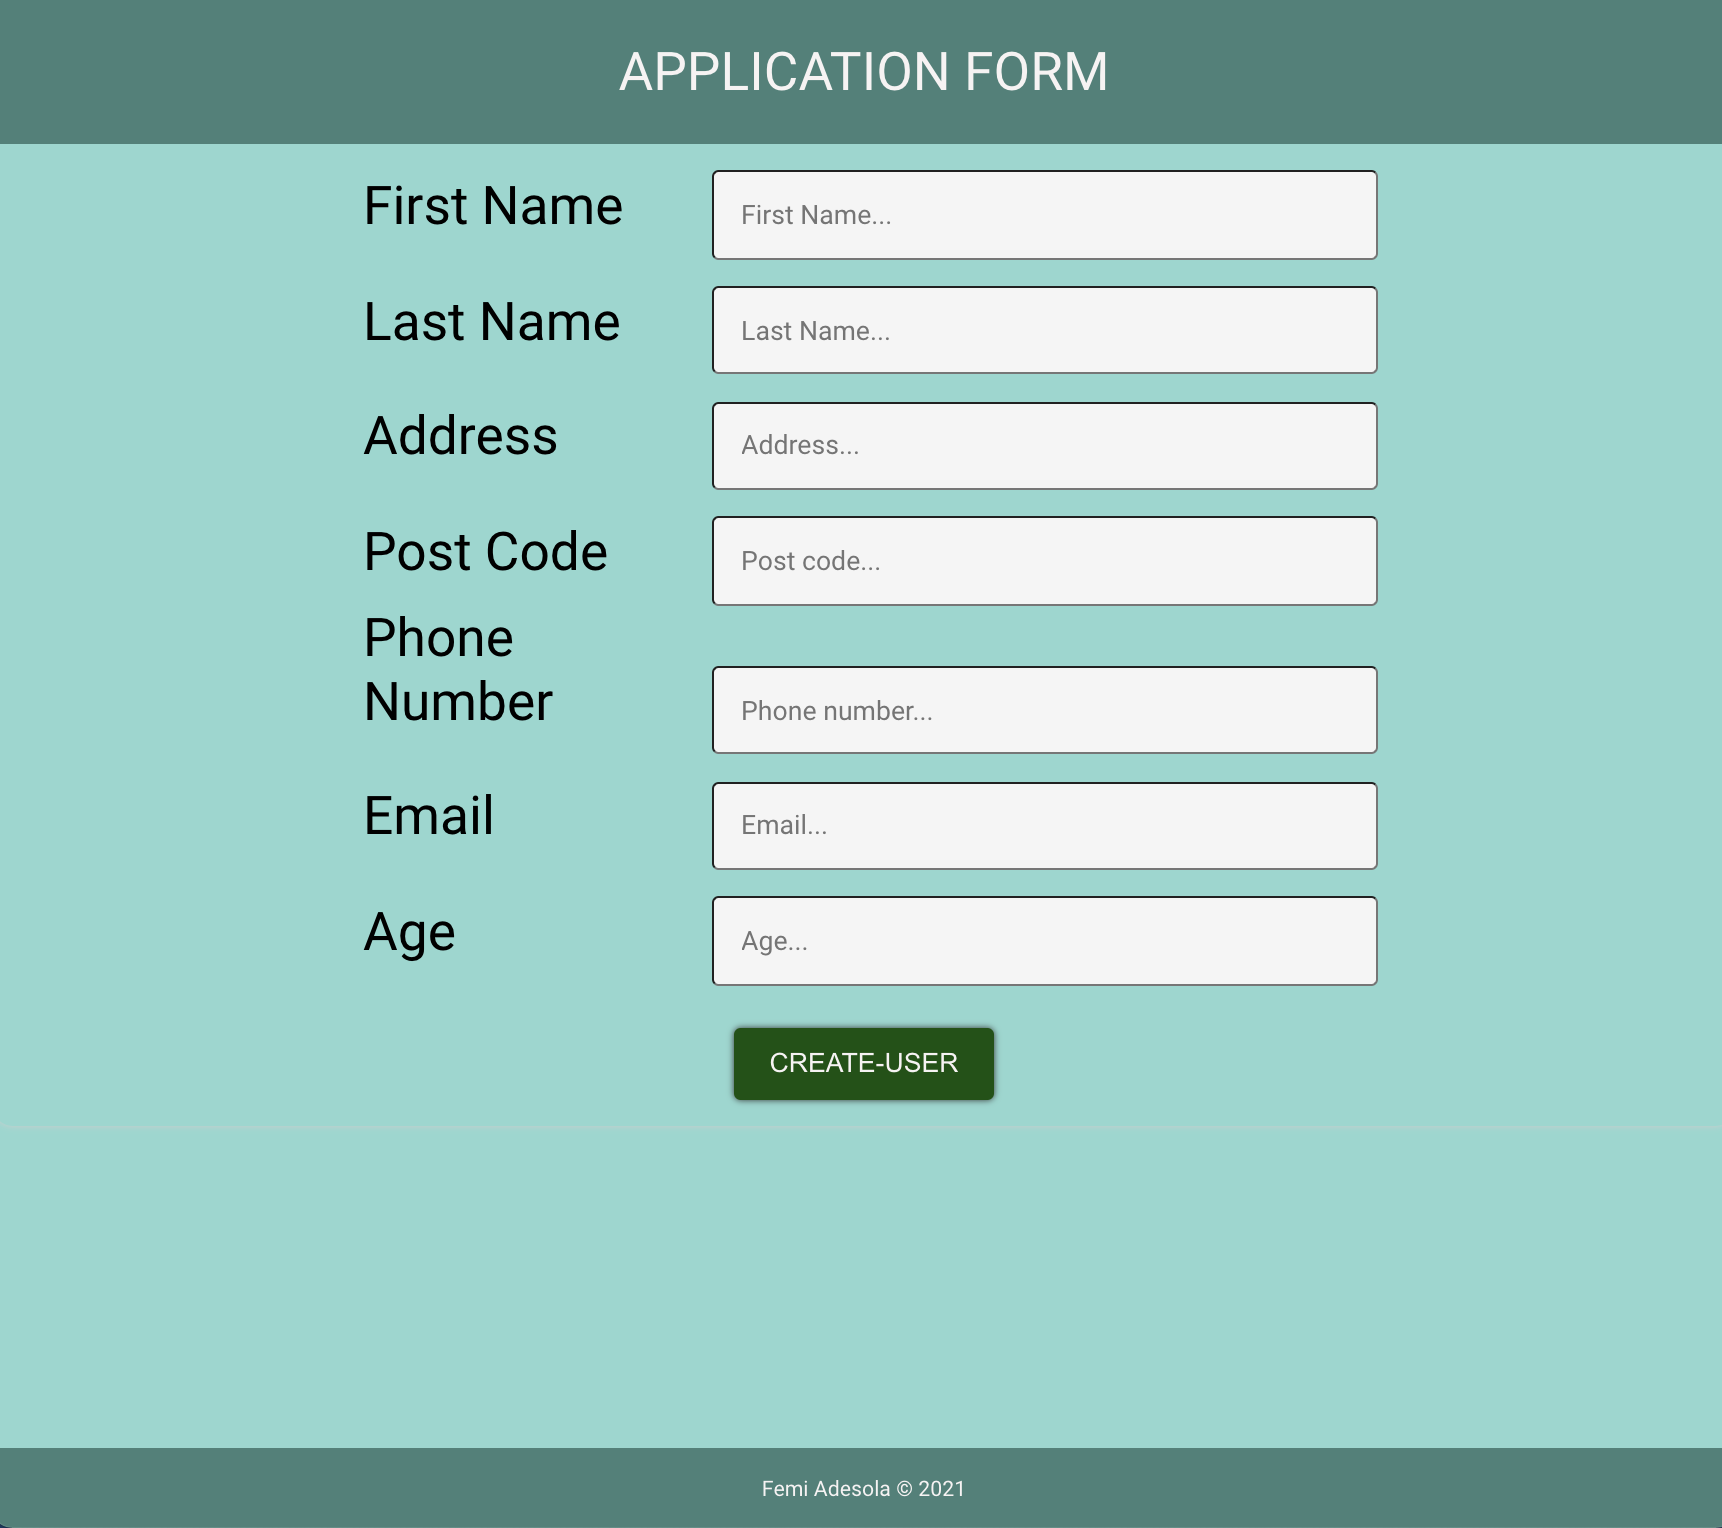 APPLICATION FORM
First Name
First Name...
Last Name
Last Name...
Address
Address...
Post Code
Post code...
Phone
Number
Phone number...
Email
Email...
Age
Age...
CREATE-USER
Femi Adesola © 2021